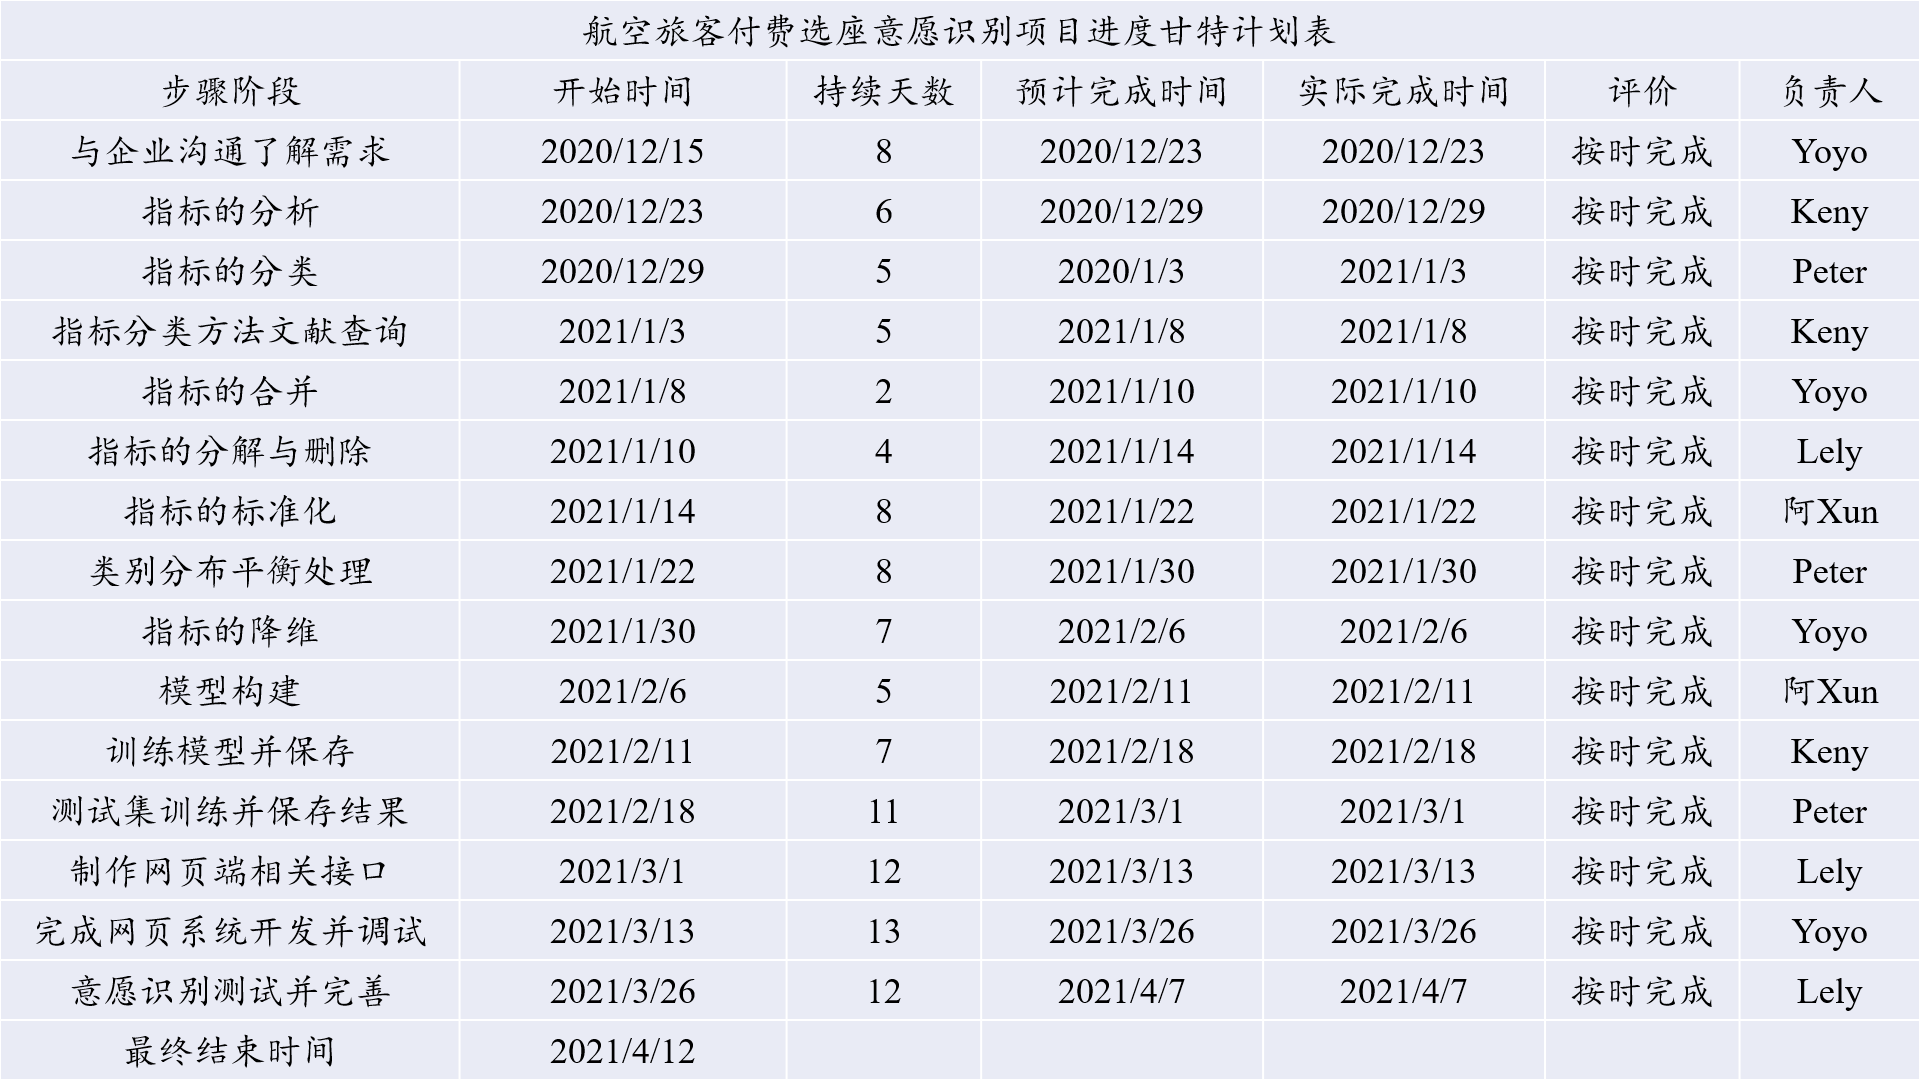 航空旅客付费选座意愿识别项目进度甘特计划表
步骤阶段 开始时间 持续天数 预计完成时间 实际完成时间 评价 负责人
与企业沟通了解需求 2020/12/15 8 2020/12/23 2020/12/23 按时完成 Yoyo
指标的分析 2020/12/23 6 2020/12/29 2020/12/29 按时完成 Keny
指标的分类 2020/12/29 5 2020/1/3 2021/1/3 按时完成 Peter
指标分类方法文献查询 2021/1/3 5 2021/1/8 2021/1/8 按时完成 Keny
指标的合并 2021/1/8 2 2021/1/10 2021/1/10 按时完成 Yoyo
指标的分解与删除 2021/1/10 4 2021/1/14 2021/1/14 按时完成 Lely
指标的标准化 2021/1/14 8 2021/1/22 2021/1/22 按时完成 阿Xun
类别分布平衡处理 2021/1/22 8 2021/1/30 2021/1/30 按时完成 Peter
指标的降维 2021/1/30 7 2021/2/6 2021/2/6 按时完成 Yoyo
模型构建 2021/2/6 5 2021/2/11 2021/2/11 按时完成 阿Xun
训练模型并保存 2021/2/11 7 2021/2/18 2021/2/18 按时完成 Keny
测试集训练并保存结果 2021/2/18 11 2021/3/1 2021/3/1 按时完成 Peter
制作网页端相关接口 2021/3/1 12 2021/3/13 2021/3/13 按时完成 Lely
完成网页系统开发并调试 2021/3/13 13 2021/3/26 2021/3/26 按时完成 Yoyo
意愿识别测试并完善 2021/3/26 12 2021/4/7 2021/4/7 按时完成 Lely
最终结束时间 2021/4/12